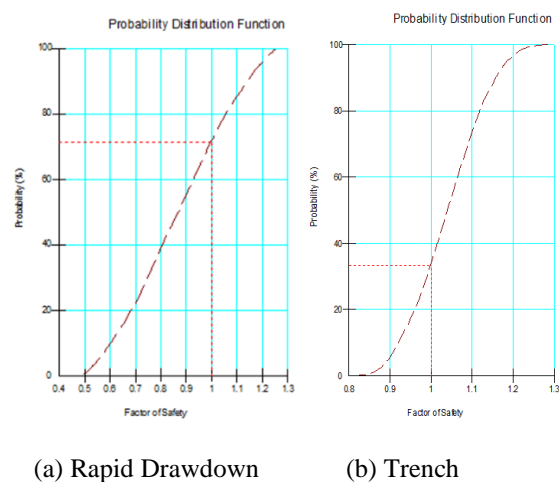 Probability Distribution Function
Probability (%)
100
80
60
40
20
0
0.4 0.5 0.6 0.7 0.8 0.9 1 1.1 1.2 1.3
Factor of Safety
(a) Rapid Drawdown
Probability Distribution Function
Probability (%)
100
80
60
40
20
0
0.8 0.9 1 1.1 1.2 1.3
Factor of Safety
(b) Trench